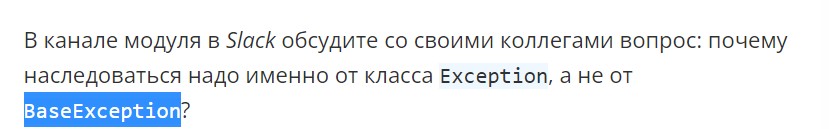 В канале модуля в Slack обсудите со своими коллегами вопрос: почему
наследоваться надо именно от класса Exception, а не от
BaseException?